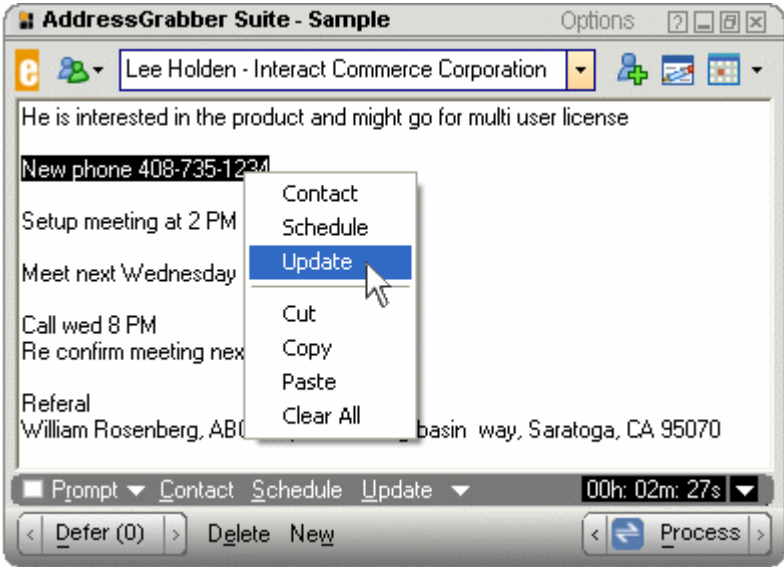 AddressGrabber Suite - Sample Options
e Lee Holden - Interact Commerce Corporation
He is interested in the product and might go for multi user license
New phone 408-735-1234
Contact
Setup meeting at 2 PM
Schedule
Update
Meet next Wednesday
Cut
Call wed 8 PM
Copy
Re confirm meeting nex
Paste
Referal
Clear All
William Rosenberg, ABC basin way, Saratoga, CA 95070
Prompt Contact Schedule Update 00h: 02m: 27s
< Defer (0) > Delete New < Process >